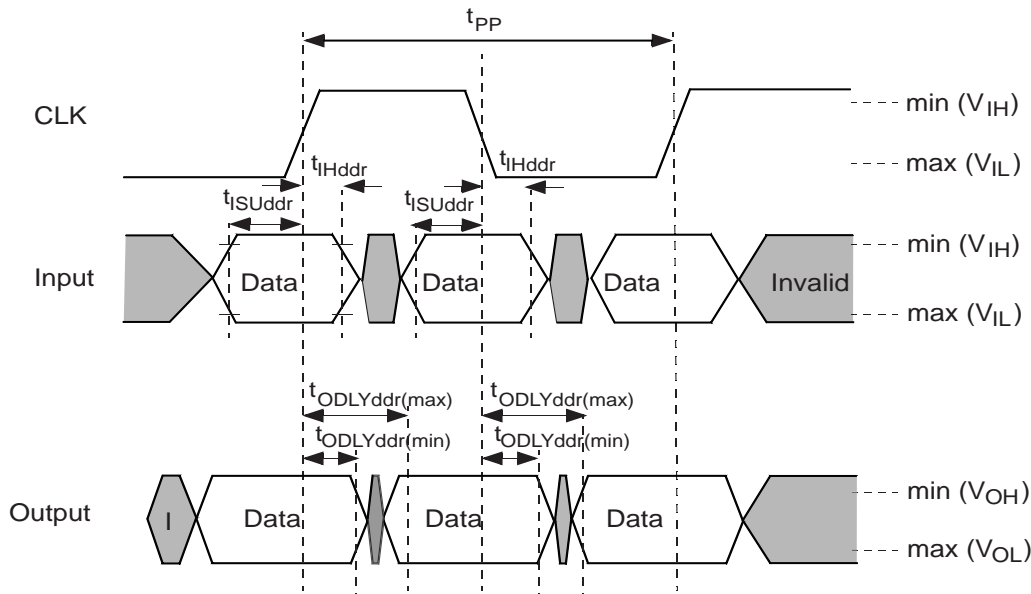 tPP
CLK
min (VIH)
max (VIL)
tIHddr
tIHddr
tISUddr
tISUddr
Input
Data
Data
Data
Invalid
min (VIH)
max (VIL)
tODLYddr(max)
tODLYddr(max)
tODLYddr(min)
tODLYddr(min)
Output
I
Data
Data
Data
min (VOH)
max (VOL)